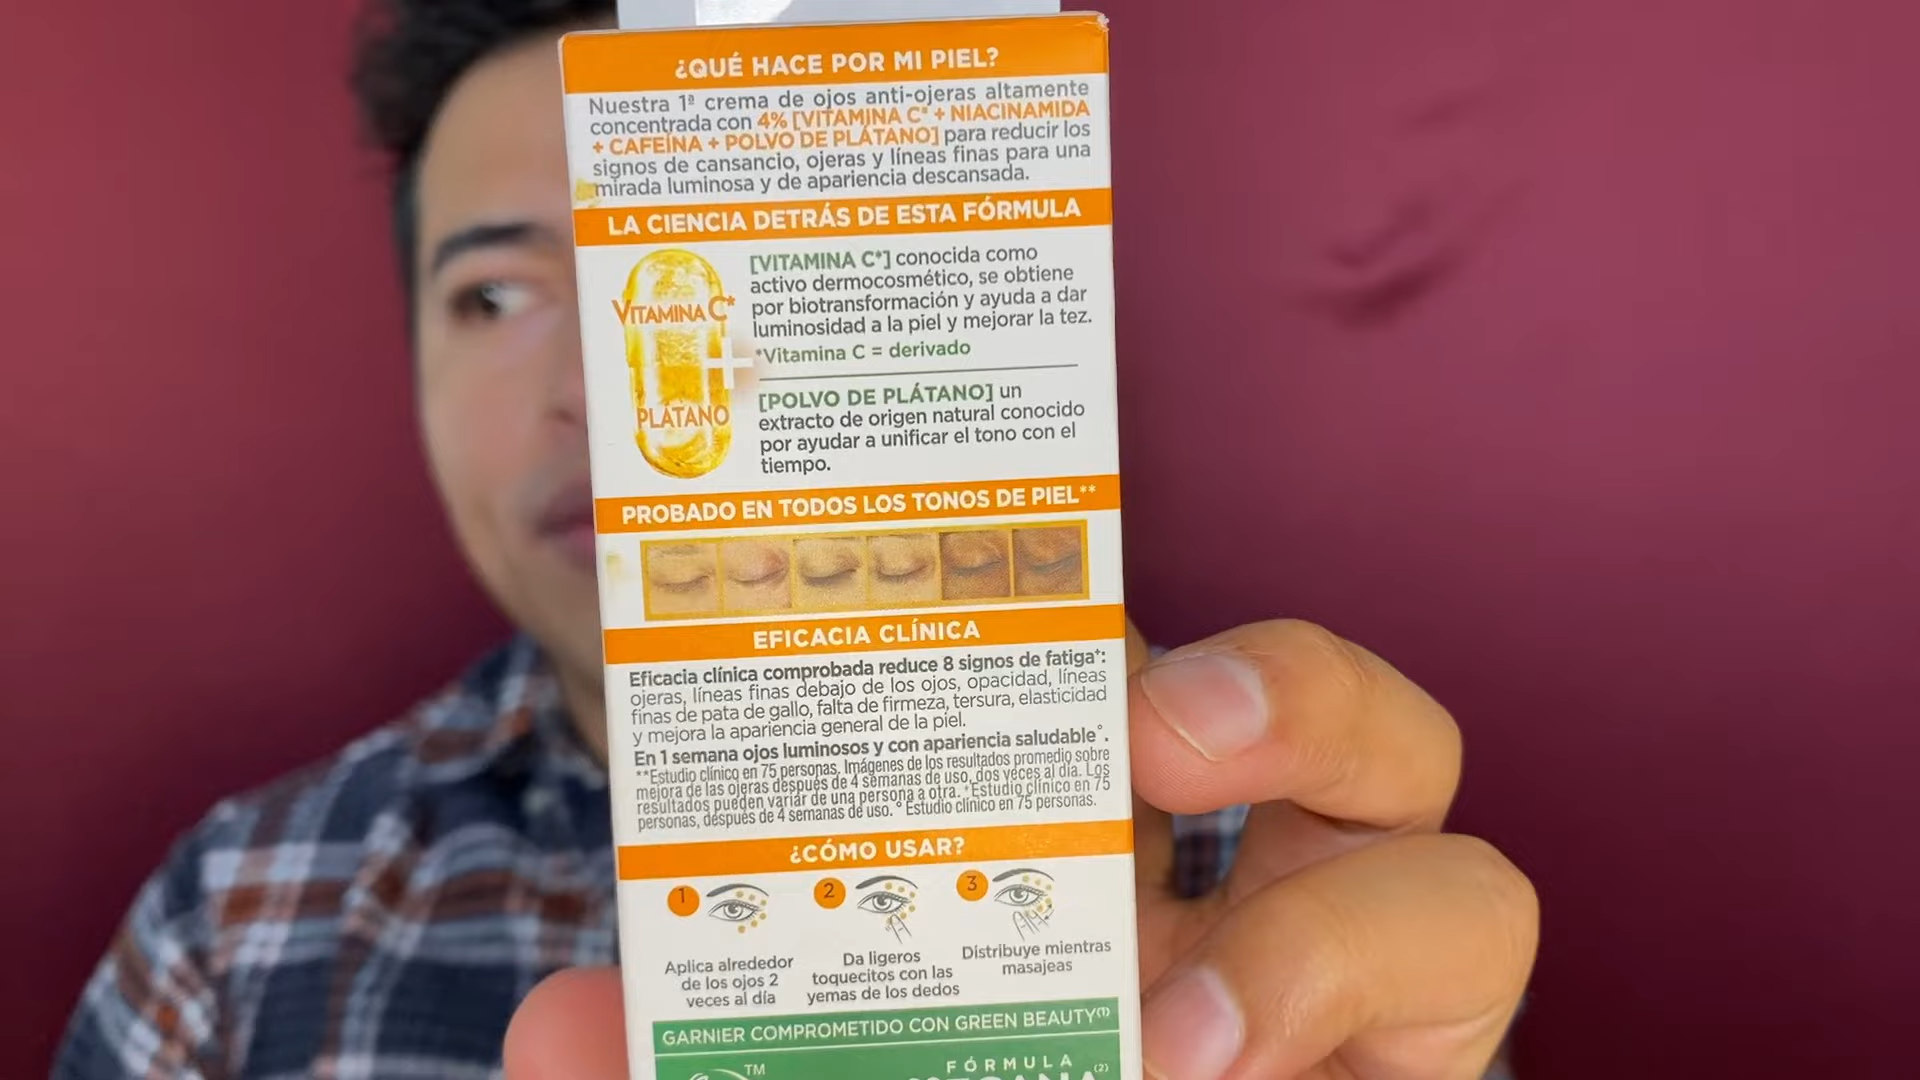 ¿QUÉ HACE POR MI PIEL?
Nuestra 1ª crema de ojos anti-ojeras altamente
concentrada con 4% [VITAMINA C* + NIACINAMIDA
+ CAFEÍNA + POLVO DE PLÁTANO] para reducir los
signos de cansancio, ojeras y líneas finas para una
mirada luminosa y de apariencia descansada.
LA CIENCIA DETRÁS DE ESTA FÓRMULA
VITAMINA C*
+
PLÁTANO
[VITAMINA C*] conocida como
activo dermocosmético, se obtiene
por biotransformación y ayuda a dar
luminosidad a la piel y mejorar la tez.
*Vitamina C = derivado
[POLVO DE PLÁTANO] un
extracto de origen natural conocido
por ayudar a unificar el tono con el
tiempo.
PROBADO EN TODOS LOS TONOS DE PIEL**
EFICACIA CLÍNICA
Eficacia clínica comprobada reduce 8 signos de fatiga⁺:
ojeras, líneas finas debajo de los ojos, opacidad, líneas
finas de pata de gallo, falta de firmeza, tersura, elasticidad
y mejora la apariencia general de la piel.
En 1 semana ojos luminosos y con apariencia saludable°.
**Estudio clínico en 75 personas. Imágenes de los resultados promedio sobre
mejora de las ojeras después de 4 semanas de uso, dos veces al día. Los
resultados pueden variar de una persona a otra. ⁺Estudio clínico en 75
personas, después de 4 semanas de uso. ° Estudio clínico en 75 personas.
¿CÓMO USAR?
1
Aplica alrededor
de los ojos 2
veces al día
2
Da ligeros
toquecitos con las
yemas de los dedos
3
Distribuye mientras
masajeas
GARNIER COMPROMETIDO CON GREEN BEAUTY⁽¹⁾
TM
FÓRMULA
(2)